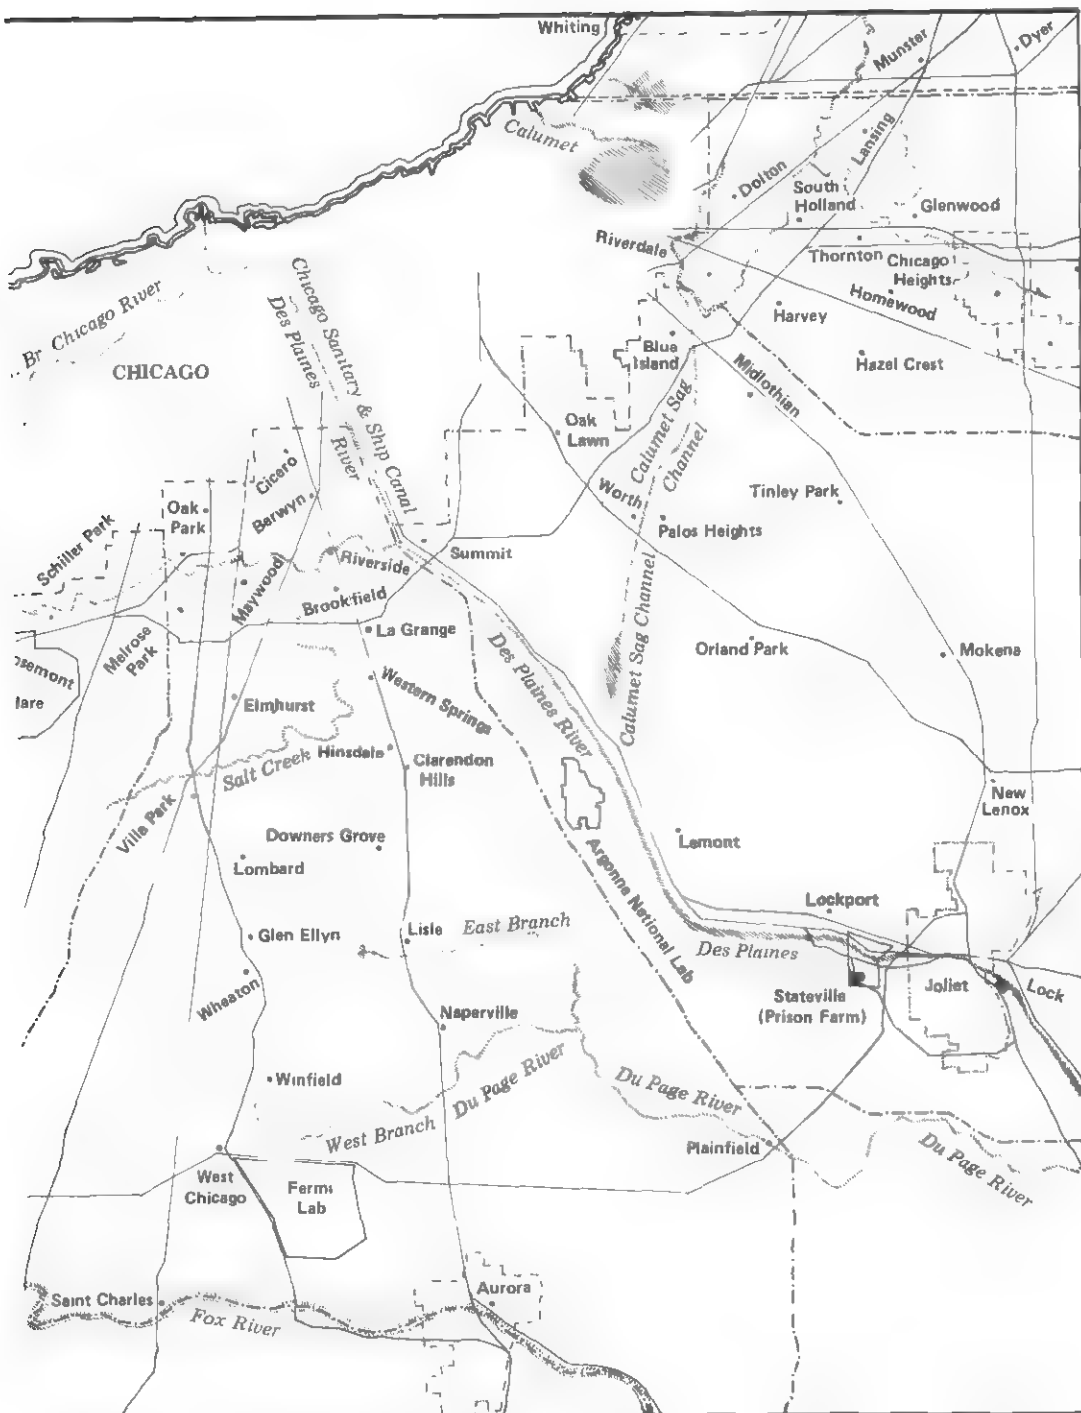 Whiting
Munster
Dyer
Calumet
Lansing
Dolton
South
Holland
Glenwood
Riverdale
Thornton
Chicago
Heights
Homewood
Harvey
Br Chicago River
Chicago Sanitary & Ship Canal
Des Plaines
River
CHICAGO
Blue
Island
Midlothian
Hazel Crest
Oak
Lawn
Calumet Sag
Channel
Cicero
Berwyn
Oak
Park
Worth
Tinley Park
Palos Heights
Schiller Park
Riverside
Summit
Maywood
Brookfield
La Grange
Melrose
Park
Des Plaines River
Calumet Sag Channel
Orland Park
Mokena
osemont
lare
Western Springs
Elmhurst
Hinsdale
Salt Creek
Clarendon
Hills
New
Lenox
Villa Park
Downers Grove
Lombard
Lemont
Argonne National Lab
Lockport
Glen Ellyn
Lisle
East Branch
Des Plaines
Wheaton
Stateville
(Prison Farm)
Joliet
Lock
Naperville
Winfield
West Branch
Du Page River
Du Page River
Plainfield
Du Page River
West
Chicago
Fermi
Lab
Saint Charles
Fox River
Aurora